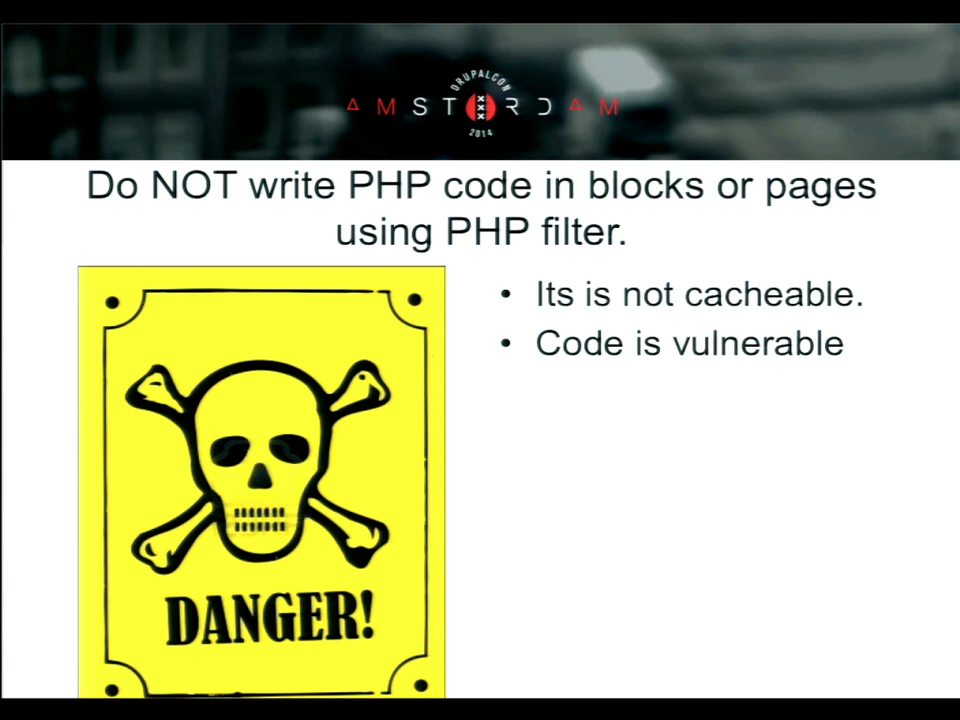 DRUPALCON
AMSTERDAM
2014
Do NOT write PHP code in blocks or pages
using PHP filter.
• Its is not cacheable.
• Code is vulnerable
DANGER!